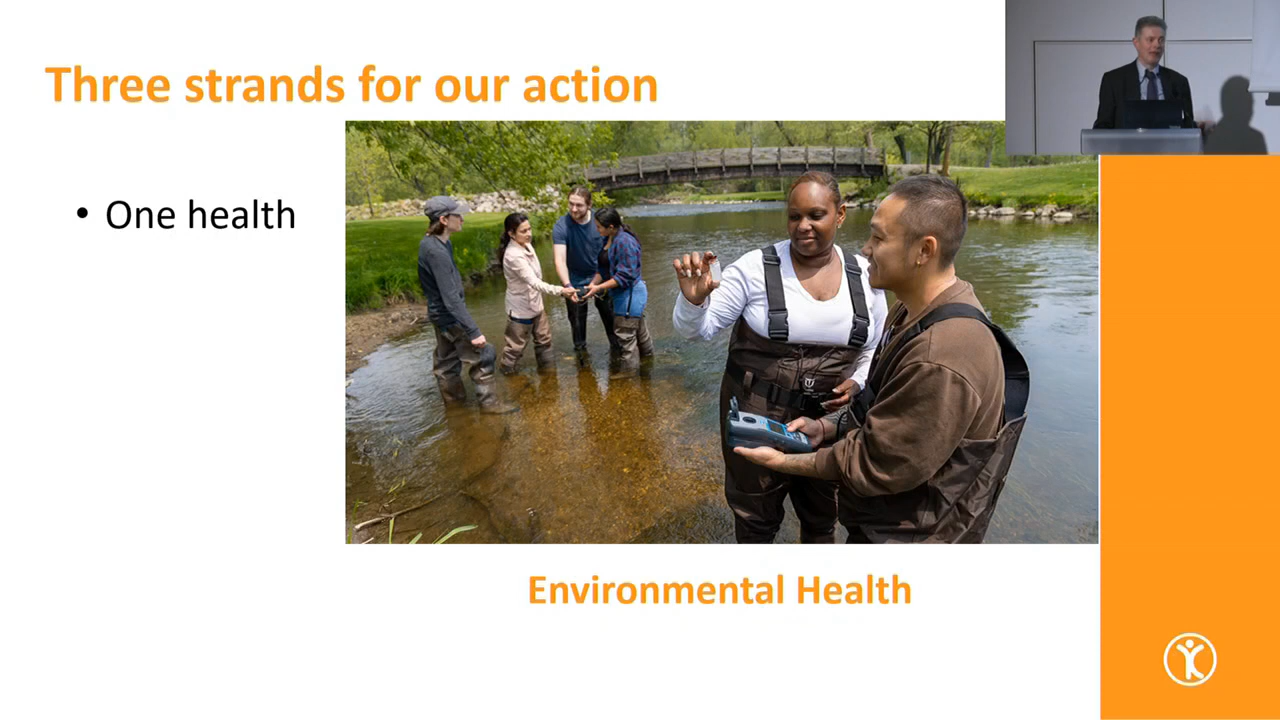 Three strands for our action
• One health
Environmental Health